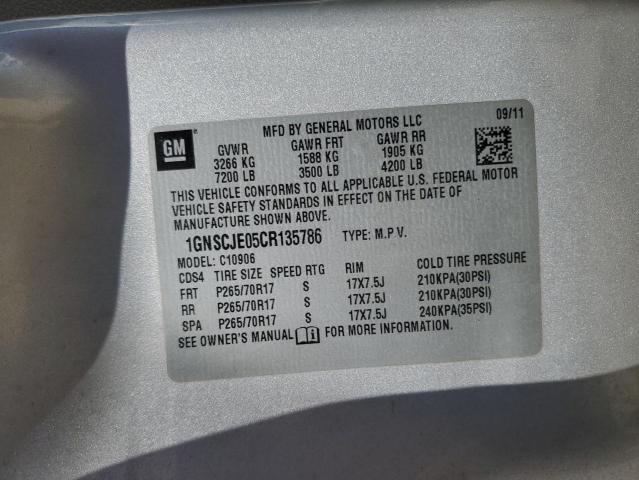 MFD BY GENERAL MOTORS LLC 09/11
GM
GVWR GAWR FRT GAWR RR
3266 KG 1588 KG 1905 KG
7200 LB 3500 LB 4200 LB
THIS VEHICLE CONFORMS TO ALL APPLICABLE U.S. FEDERAL MOTOR
VEHICLE SAFETY STANDARDS IN EFFECT ON THE DATE OF
MANUFACTURE SHOWN ABOVE.
1GNSCJE05CR135786 TYPE: M.P.V.
MODEL: C10906
CDS4 TIRE SIZE SPEED RTG RIM COLD TIRE PRESSURE
FRT P265/70R17 S 17X7.5J 210KPA(30PSI)
RR P265/70R17 S 17X7.5J 210KPA(30PSI)
SPA P265/70R17 S 17X7.5J 240KPA(35PSI)
SEE OWNER'S MANUAL FOR MORE INFORMATION.